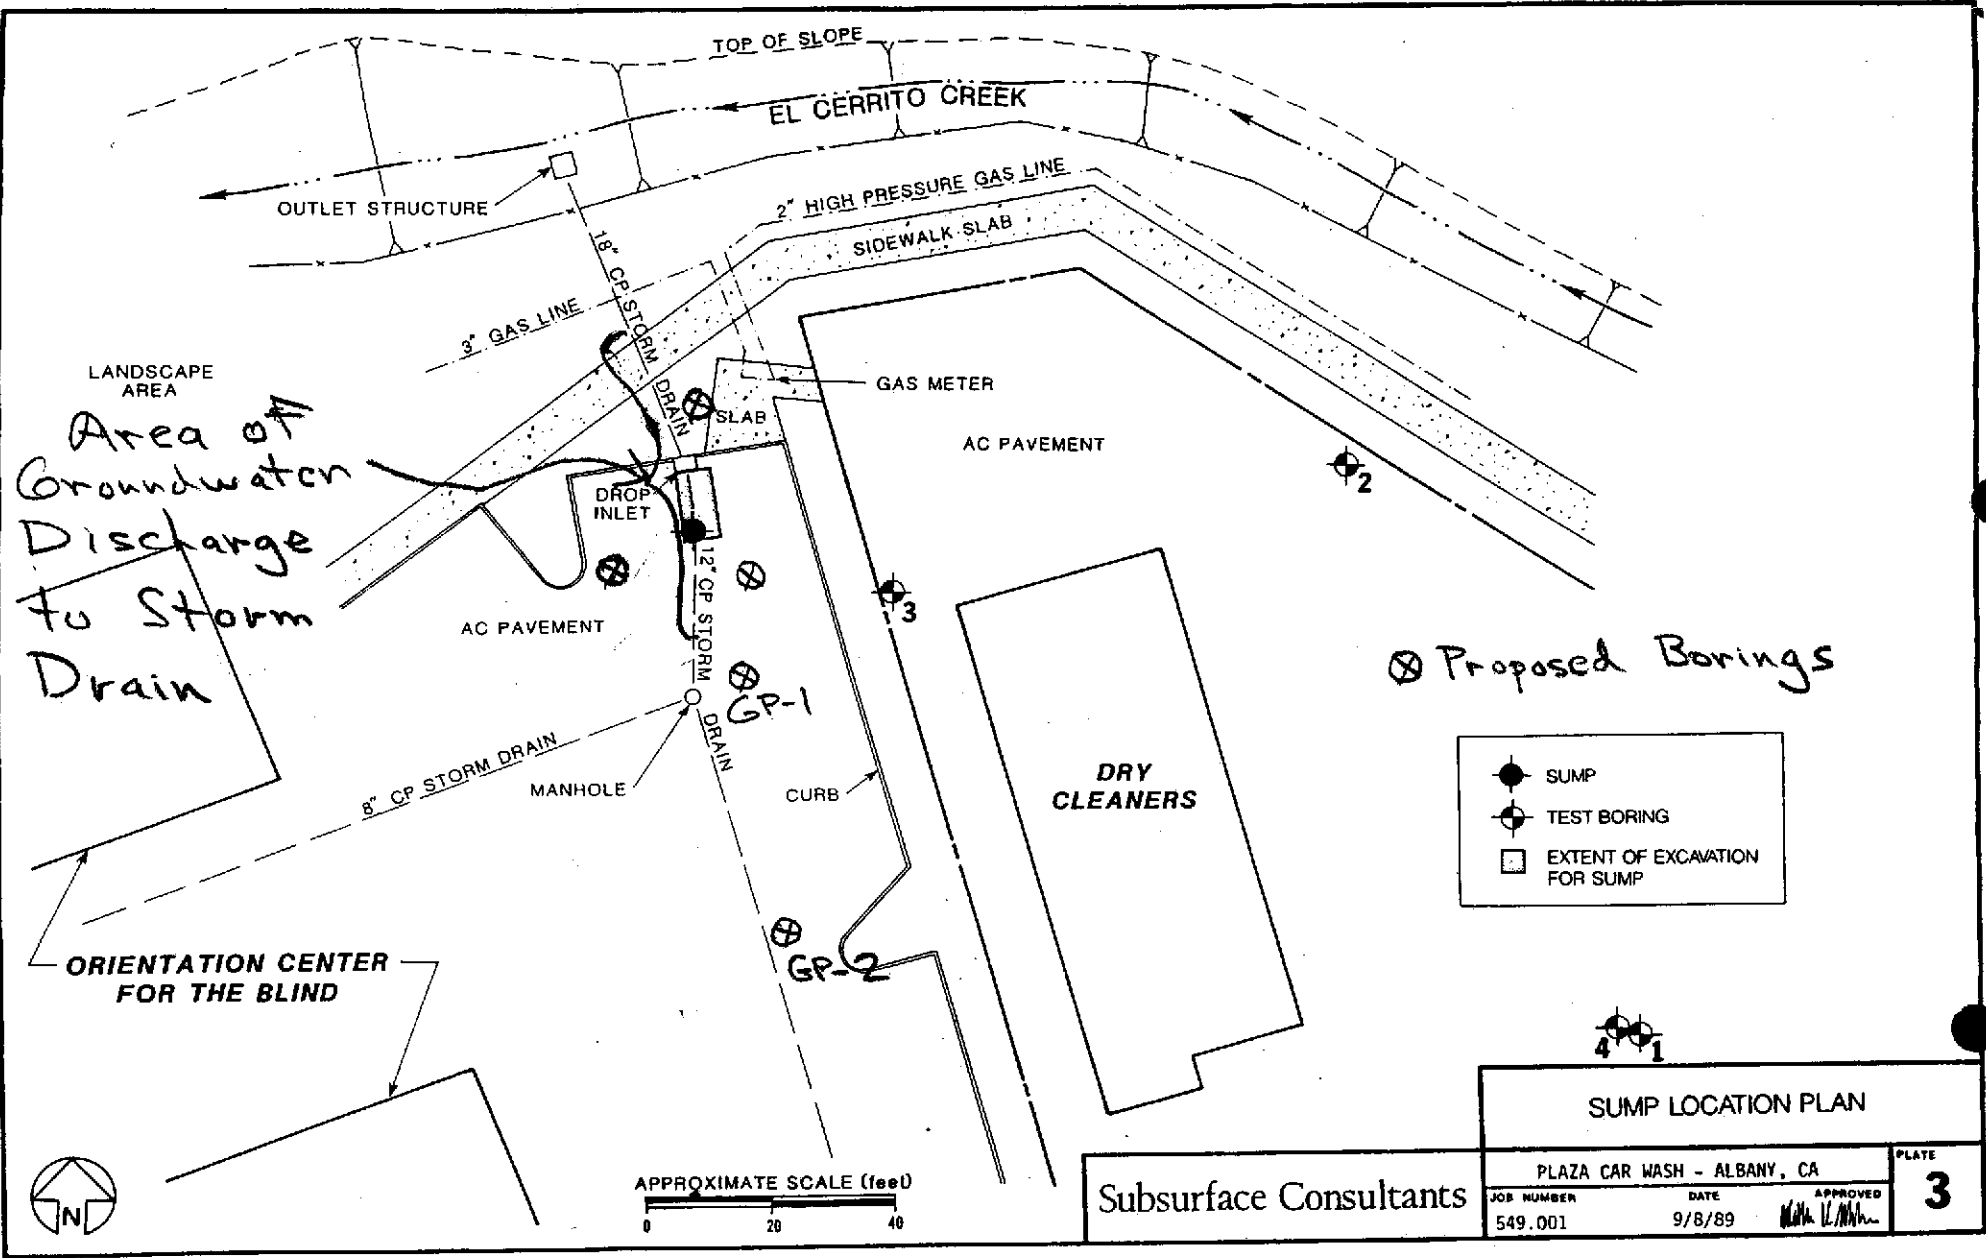 TOP OF SLOPE
EL CERRITO CREEK
OUTLET STRUCTURE
2" HIGH PRESSURE GAS LINE
SIDEWALK SLAB
18" CP STORM DRAIN
3" GAS LINE
LANDSCAPE
AREA
GAS METER
SLAB
AC PAVEMENT
Area of
Groundwater
Discharge
to Storm
Drain
DROP
INLET
2
3
12" CP STORM DRAIN
AC PAVEMENT
GP-1
⊗ Proposed Borings
8" CP STORM DRAIN
MANHOLE
CURB
DRY
CLEANERS
SUMP
TEST BORING
EXTENT OF EXCAVATION
FOR SUMP
GP-2
ORIENTATION CENTER
FOR THE BLIND
4
1
N
APPROXIMATE SCALE (feet)
0 20 40
Subsurface Consultants
SUMP LOCATION PLAN
PLAZA CAR WASH - ALBANY, CA
JOB NUMBER
549.001
DATE
9/8/89
APPROVED
PLATE
3